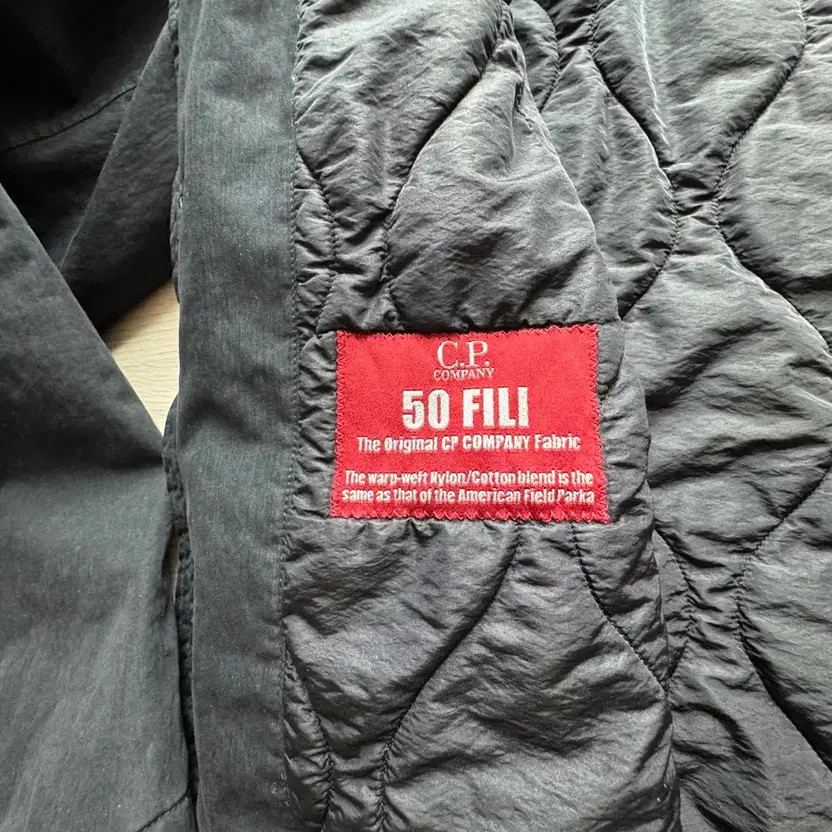 C.P.
COMPANY
50 FILI
The Original CP COMPANY Fabric
The warp-weft Nylon/Cotton blend is the
same as that of the American Field Parka